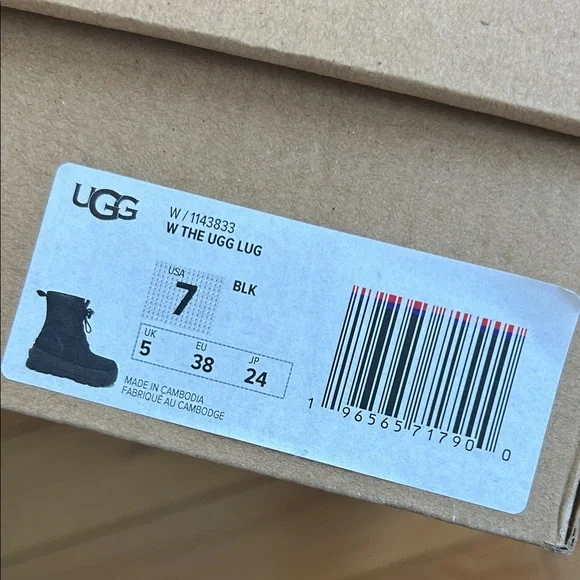 UGG
W / 1143833
W THE UGG LUG
USA
7
BLK
UK
5
EU
38
JP
24
MADE IN CAMBODIA
FABRIQUÉ AU CAMBODGE
1 96565 71790 0